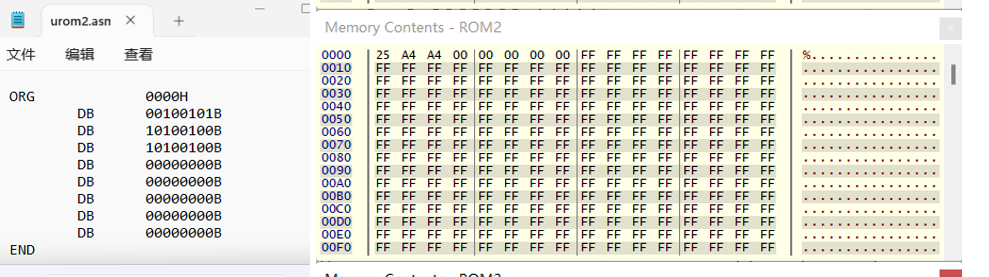 urom2.asn
文件 编辑 查看
ORG 0000H
DB 00100101B
DB 10100100B
DB 10100100B
DB 00000000B
DB 00000000B
DB 00000000B
DB 00000000B
DB 00000000B
END
Memory Contents - ROM2
0000 25 A4 A4 00 00 00 00 00 FF FF FF FF FF FF FF FF %...............
0010 FF FF FF FF FF FF FF FF FF FF FF FF FF FF FF FF ................
0020 FF FF FF FF FF FF FF FF FF FF FF FF FF FF FF FF ................
0030 FF FF FF FF FF FF FF FF FF FF FF FF FF FF FF FF ................
0040 FF FF FF FF FF FF FF FF FF FF FF FF FF FF FF FF ................
0050 FF FF FF FF FF FF FF FF FF FF FF FF FF FF FF FF ................
0060 FF FF FF FF FF FF FF FF FF FF FF FF FF FF FF FF ................
0070 FF FF FF FF FF FF FF FF FF FF FF FF FF FF FF FF ................
0080 FF FF FF FF FF FF FF FF FF FF FF FF FF FF FF FF ................
0090 FF FF FF FF FF FF FF FF FF FF FF FF FF FF FF FF ................
00A0 FF FF FF FF FF FF FF FF FF FF FF FF FF FF FF FF ................
00B0 FF FF FF FF FF FF FF FF FF FF FF FF FF FF FF FF ................
00C0 FF FF FF FF FF FF FF FF FF FF FF FF FF FF FF FF ................
00D0 FF FF FF FF FF FF FF FF FF FF FF FF FF FF FF FF ................
00E0 FF FF FF FF FF FF FF FF FF FF FF FF FF FF FF FF ................
00F0 FF FF FF FF FF FF FF FF FF FF FF FF FF FF FF FF ................
Memory Contents - ROM2